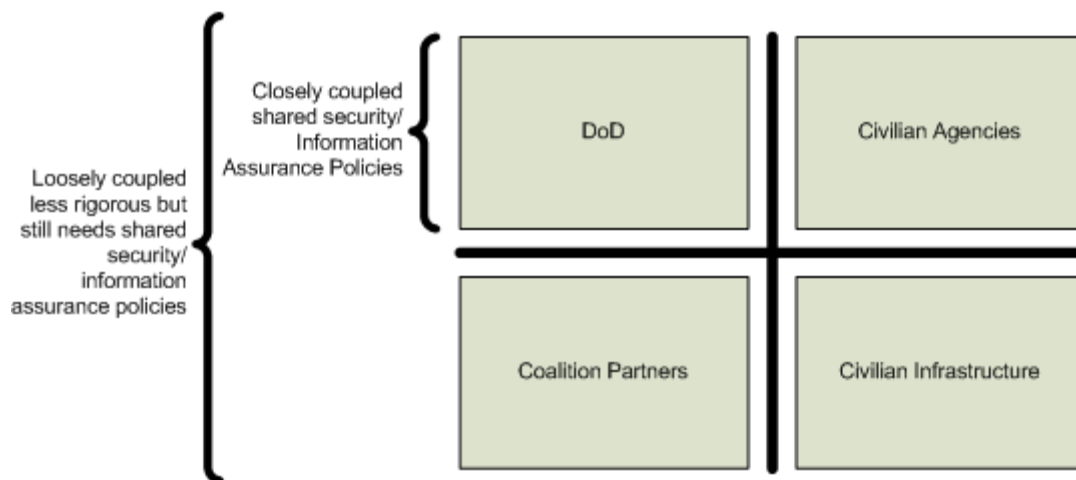 Closely coupled
shared security/
Information
Assurance Policies
DoD
Civilian Agencies
Loosely coupled
less rigorous but
still needs shared
security/
information
assurance policies
Coalition Partners
Civilian Infrastructure